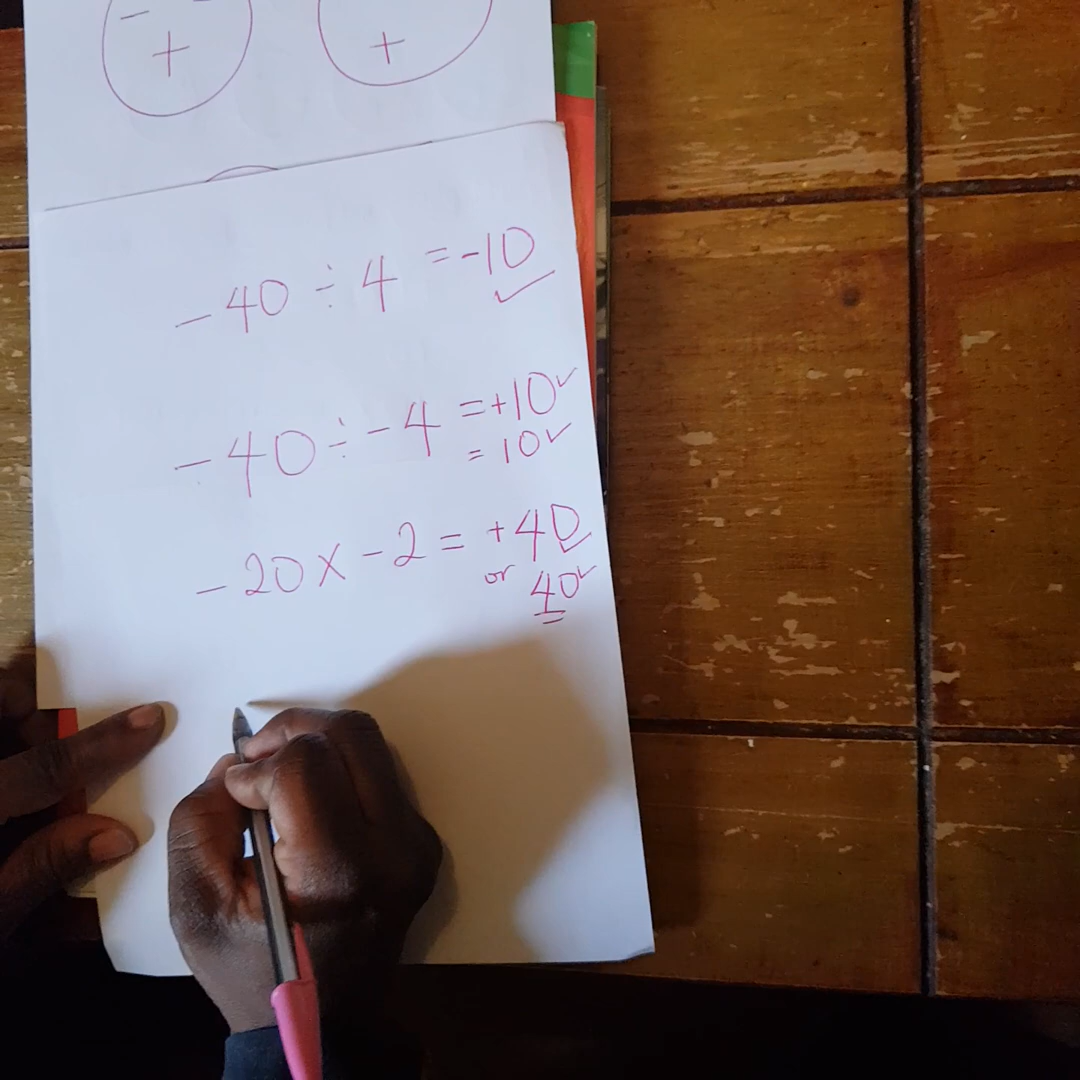 - +
+
- 40 ÷ 4 = -10 ✓
- 40 ÷ - 4 = +10 ✓
= 10 ✓
- 20 x - 2 = + 40 ✓
or 40 ✓